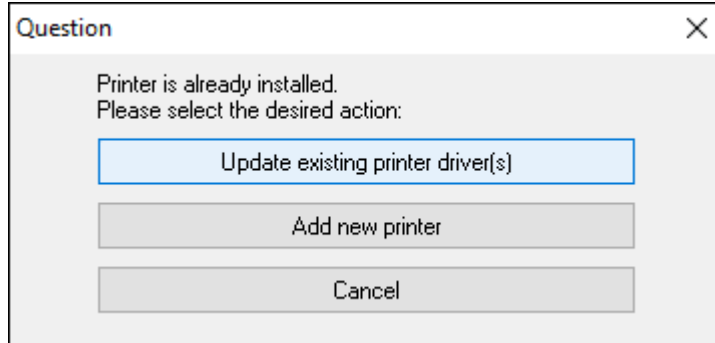 Question
Printer is already installed.
Please select the desired action:
Update existing printer driver(s)
Add new printer
Cancel